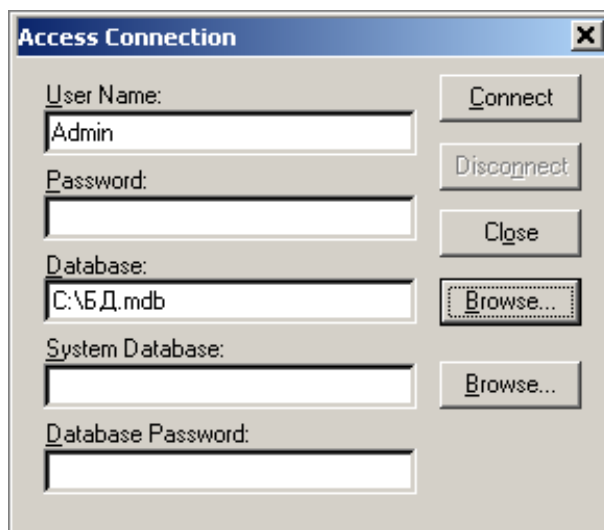 Access Connection
User Name:
Connect
Admin
Disconnect
Password:
Close
Database:
C:\БД.mdb
Browse...
System Database:
Browse...
Database Password: